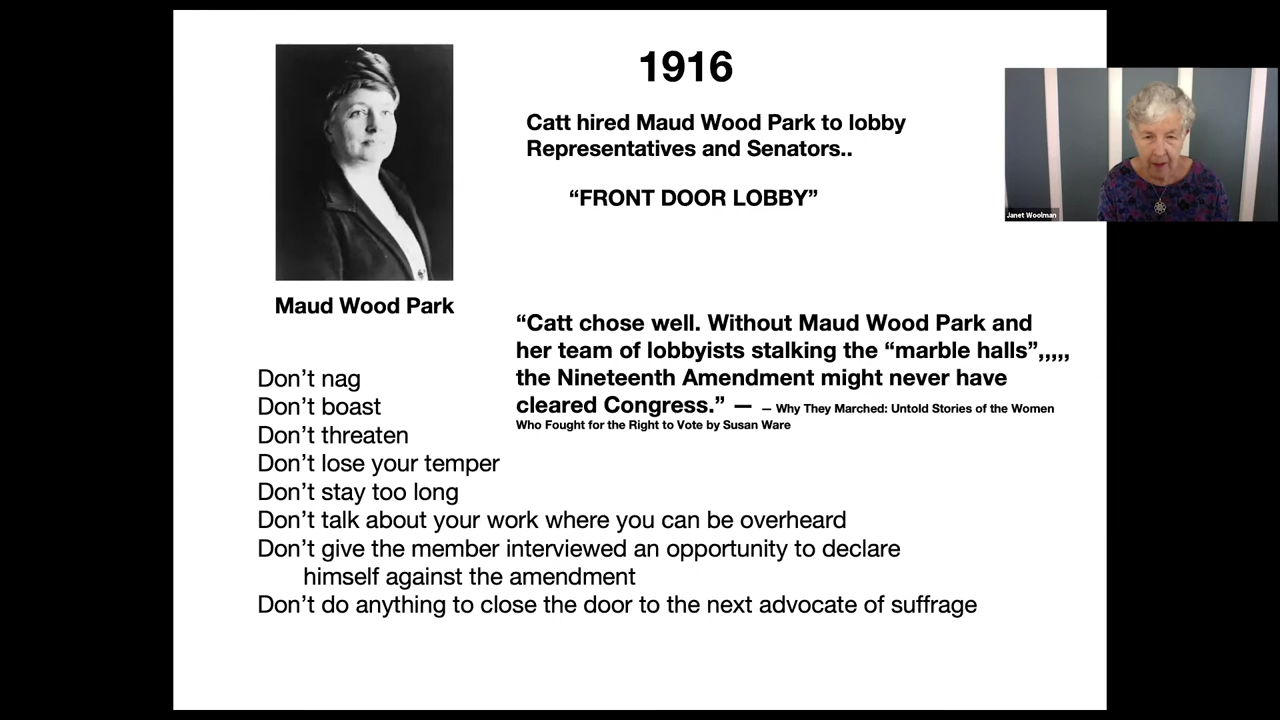 1916
Catt hired Maud Wood Park to lobby
Representatives and Senators..
“FRONT DOOR LOBBY”
Janet Woolman
Maud Wood Park
“Catt chose well. Without Maud Wood Park and
her team of lobbyists stalking the “marble halls”,,,,,
the Nineteenth Amendment might never have
cleared Congress.” — — Why They Marched: Untold Stories of the Women
Who Fought for the Right to Vote by Susan Ware
Don’t nag
Don’t boast
Don’t threaten
Don’t lose your temper
Don’t stay too long
Don’t talk about your work where you can be overheard
Don’t give the member interviewed an opportunity to declare
himself against the amendment
Don’t do anything to close the door to the next advocate of suffrage